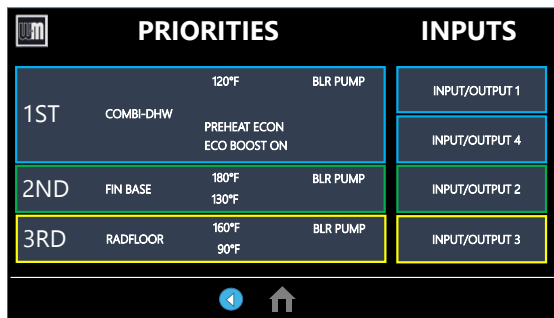 wm PRIORITIES INPUTS
1ST COMBI-DHW 120°F BLR PUMP INPUT/OUTPUT 1
PREHEAT ECON
ECO BOOST ON INPUT/OUTPUT 4
2ND FIN BASE 180°F BLR PUMP INPUT/OUTPUT 2
130°F
3RD RADFLOOR 160°F BLR PUMP INPUT/OUTPUT 3
90°F